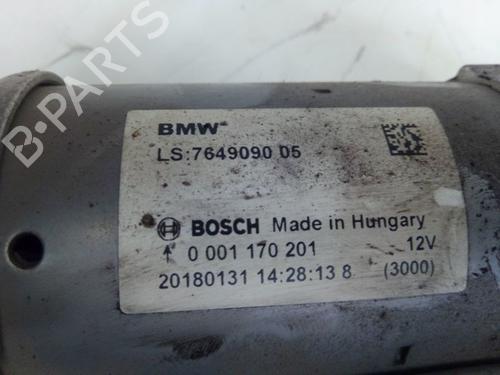 B-PARTS
BMW
LS:7649090 05
BOSCH Made in Hungary
0 001 170 201 12V
20180131 14:28:13 8 (3000)